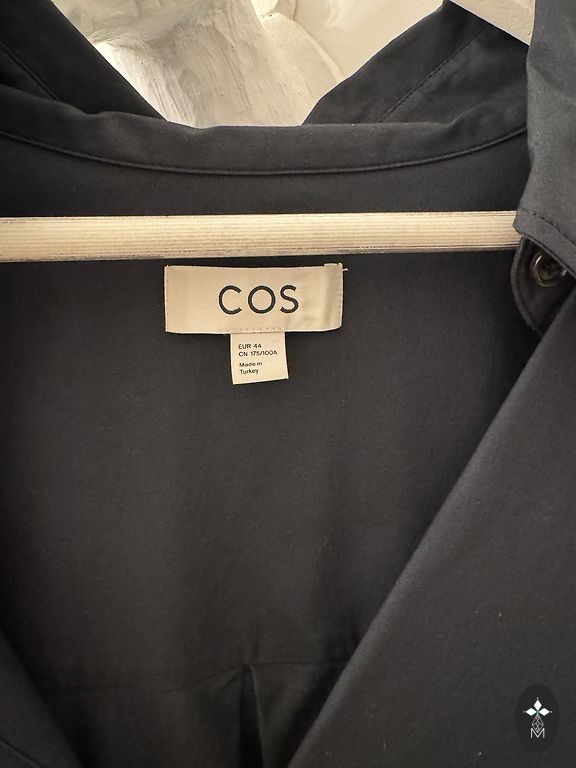 COS
EUR 44
CN 175/100A
Made in
Turkey
M